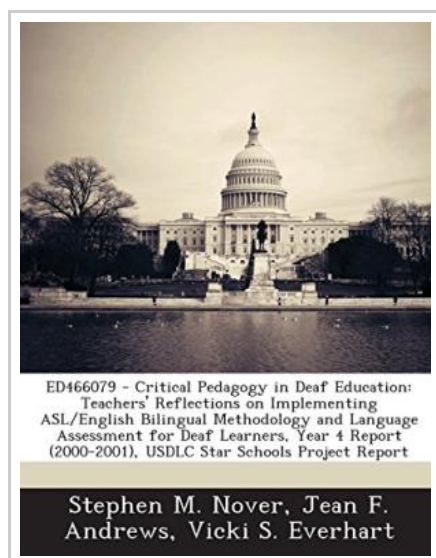 ED466079 - Critical Pedagogy in Deaf Education:
Teachers' Reflections on Implementing
ASL/English Bilingual Methodology and Language
Assessment for Deaf Learners, Year 4 Report
(2000-2001), USDLC Star Schools Project Report
Stephen M. Nover, Jean F.
Andrews, Vicki S. Everhart